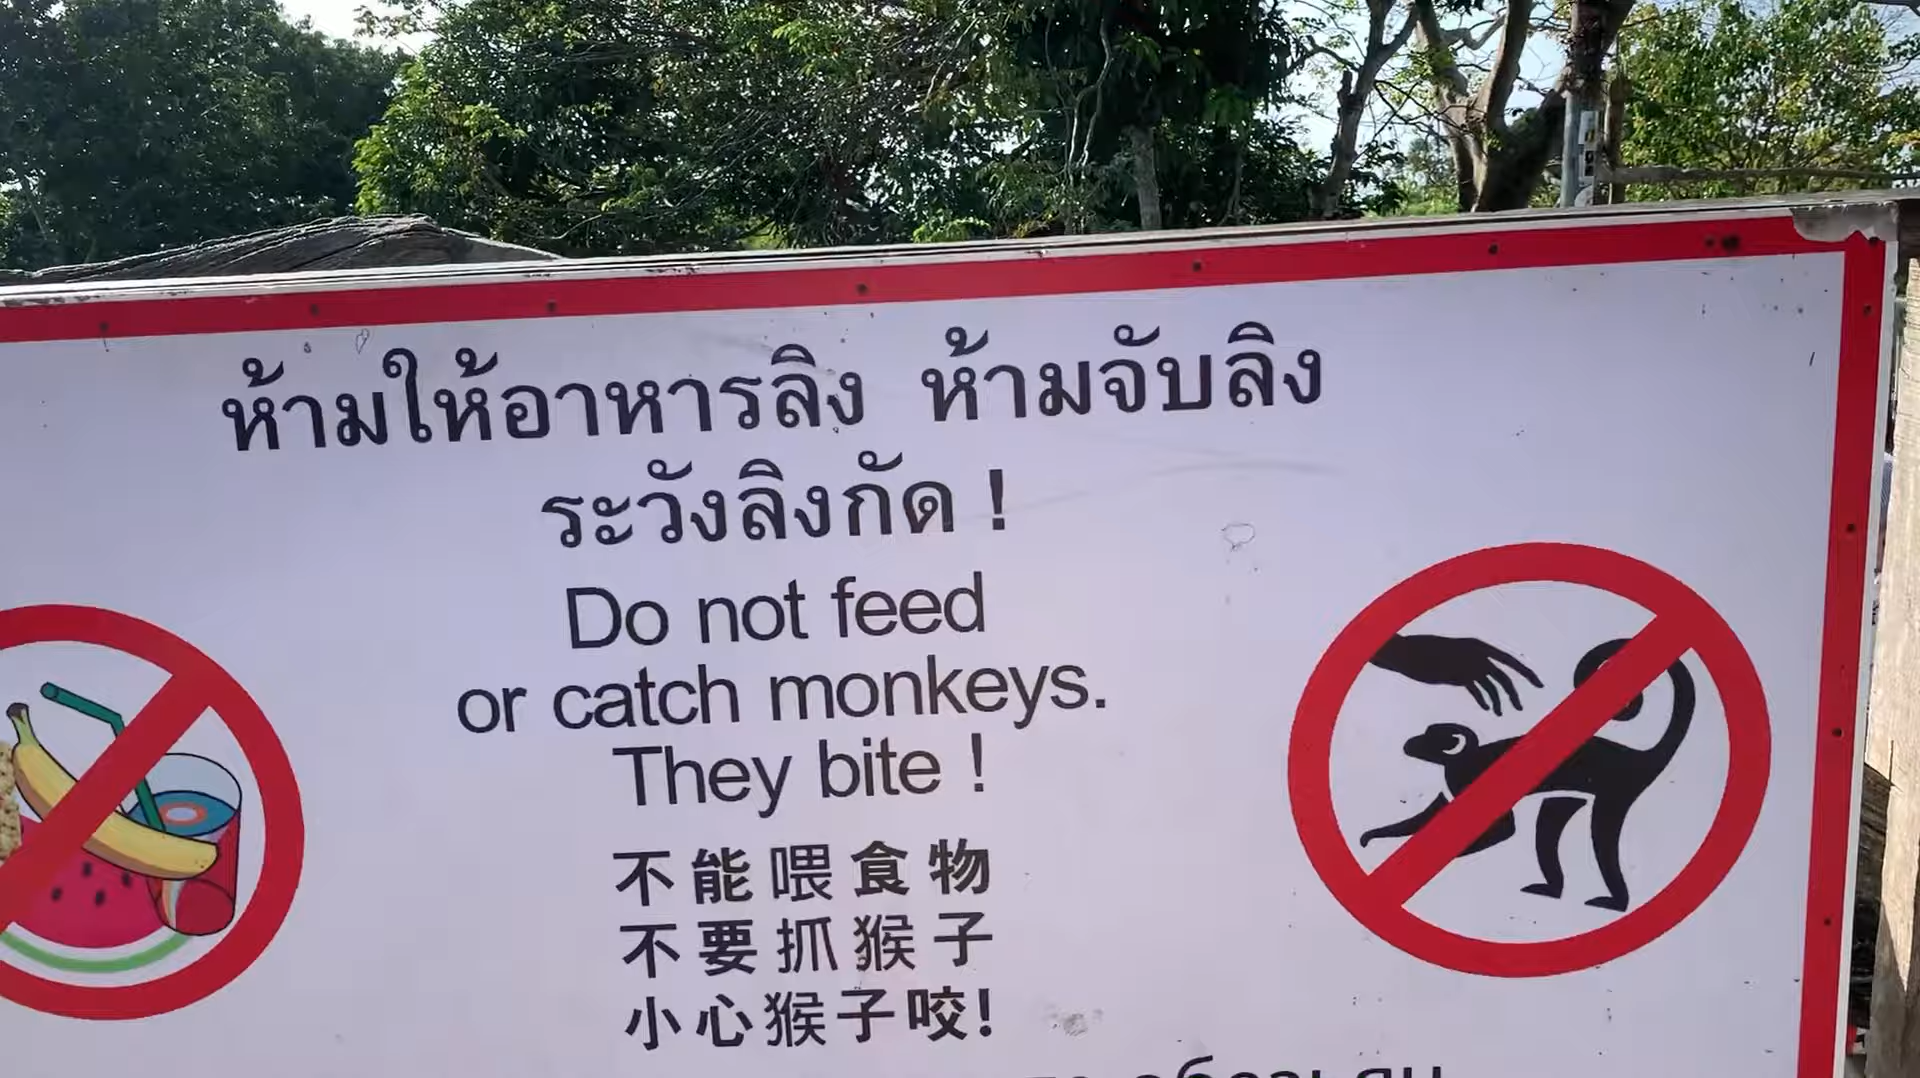 ห้ามให้อาหารลิง ห้ามจับลิง
ระวังลิงกัด !
Do not feed
or catch monkeys.
They bite !
不能喂食物
不要抓猴子
小心猴子咬!